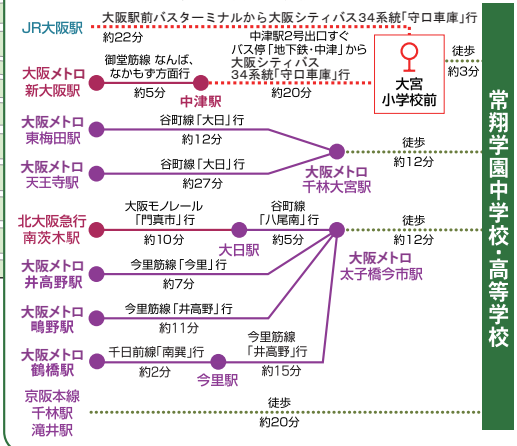 大阪駅前バスターミナルから大阪シティバス34系統「守口車庫」行
JR大阪駅
約22分
中津駅2号出口すぐ
バス停「地下鉄・中津」から
大阪シティバス
34系統「守口車庫」行
約20分
大宮
小学校前
徒歩
約3分
大阪メトロ
新大阪駅
御堂筋線 なんば、
なかもず方面行
約5分
中津駅
大阪メトロ
東梅田駅
谷町線「大日」行
約12分
大阪メトロ
天王寺駅
谷町線「大日」行
約27分
大阪メトロ
千林大宮駅
徒歩
約12分
北大阪急行
南茨木駅
大阪モノレール
「門真市」行
約10分
大日駅
谷町線
「八尾南」行
約5分
大阪メトロ
太子橋今市駅
徒歩
約12分
大阪メトロ
井高野駅
今里筋線「今里」行
約7分
大阪メトロ
鴫野駅
今里筋線「井高野」行
約11分
大阪メトロ
鶴橋駅
千日前線「南巽」行
約2分
今里駅
今里筋線
「井高野」行
約15分
京阪本線
千林駅
滝井駅
徒歩
約20分
常翔学園中学校・高等学校